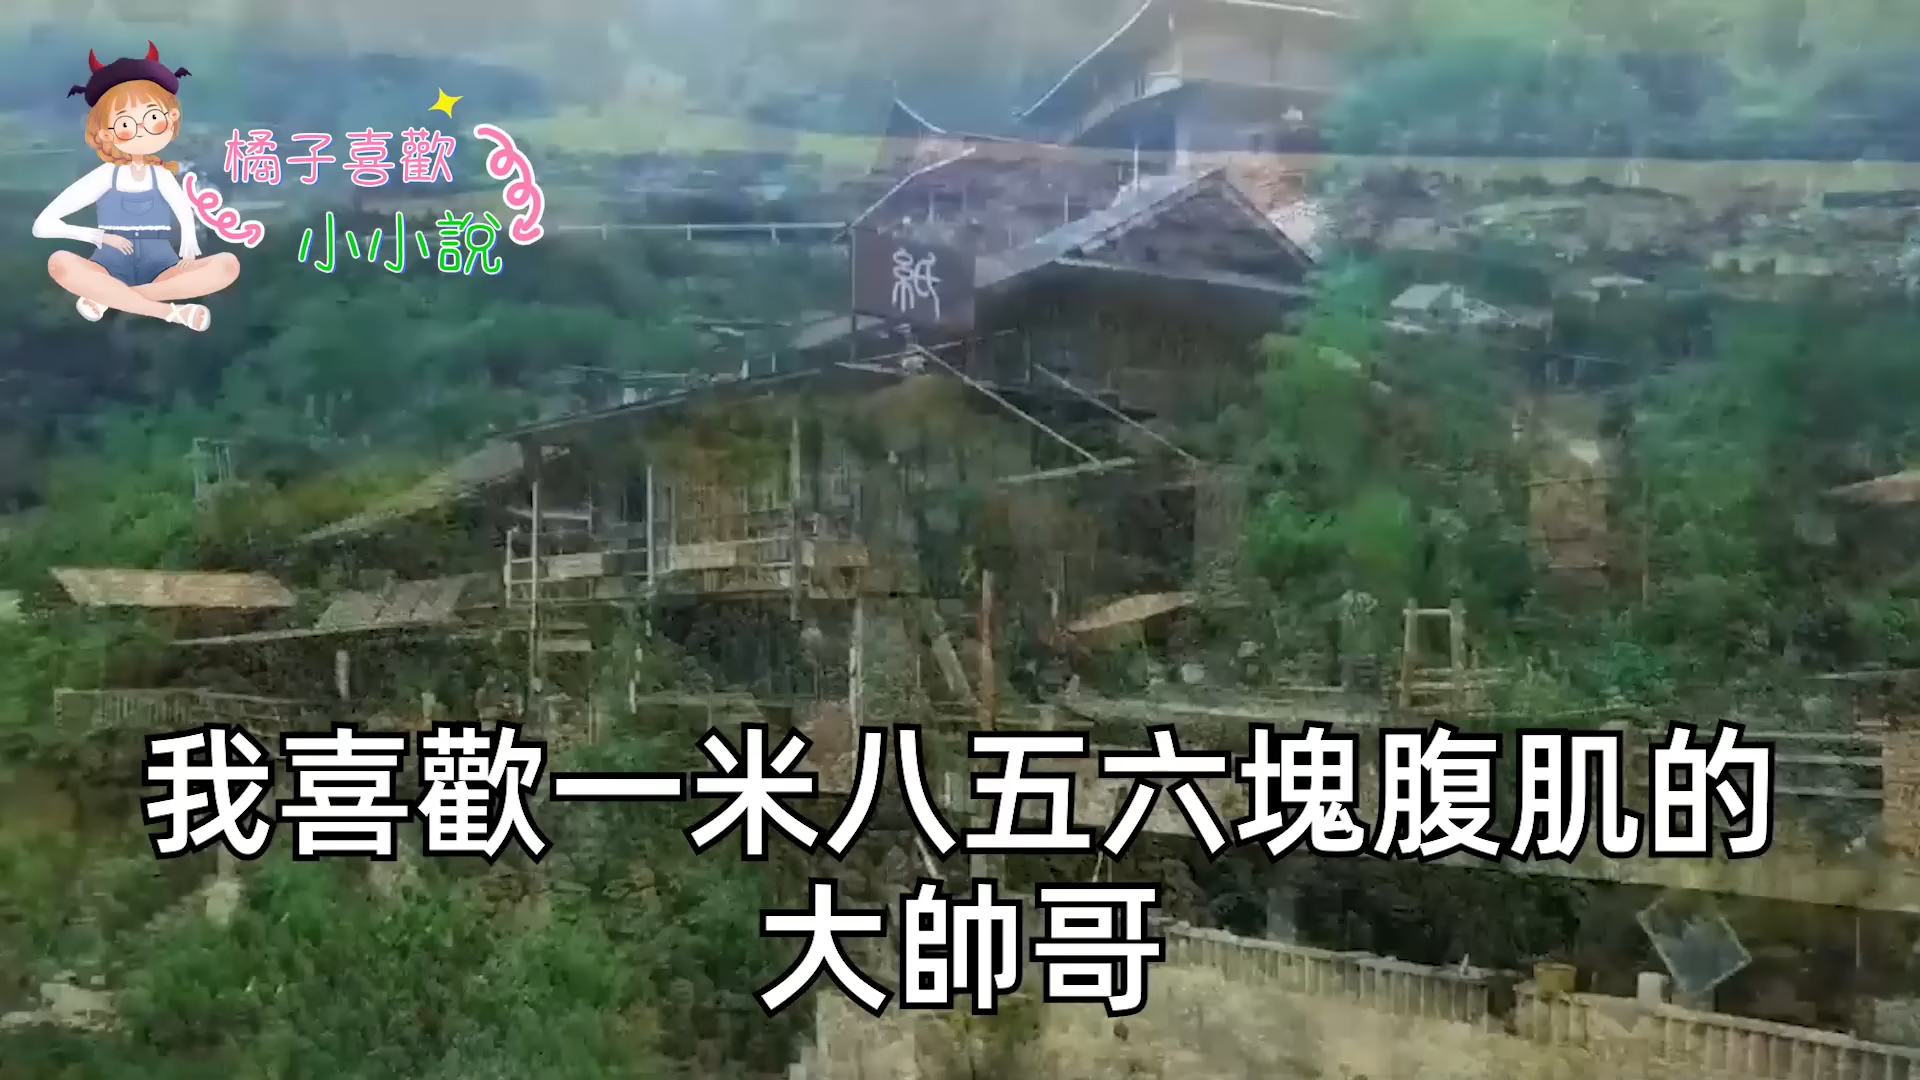 橘子喜歡
小小說
紙
我喜歡一米八五六塊腹肌的
大帥哥